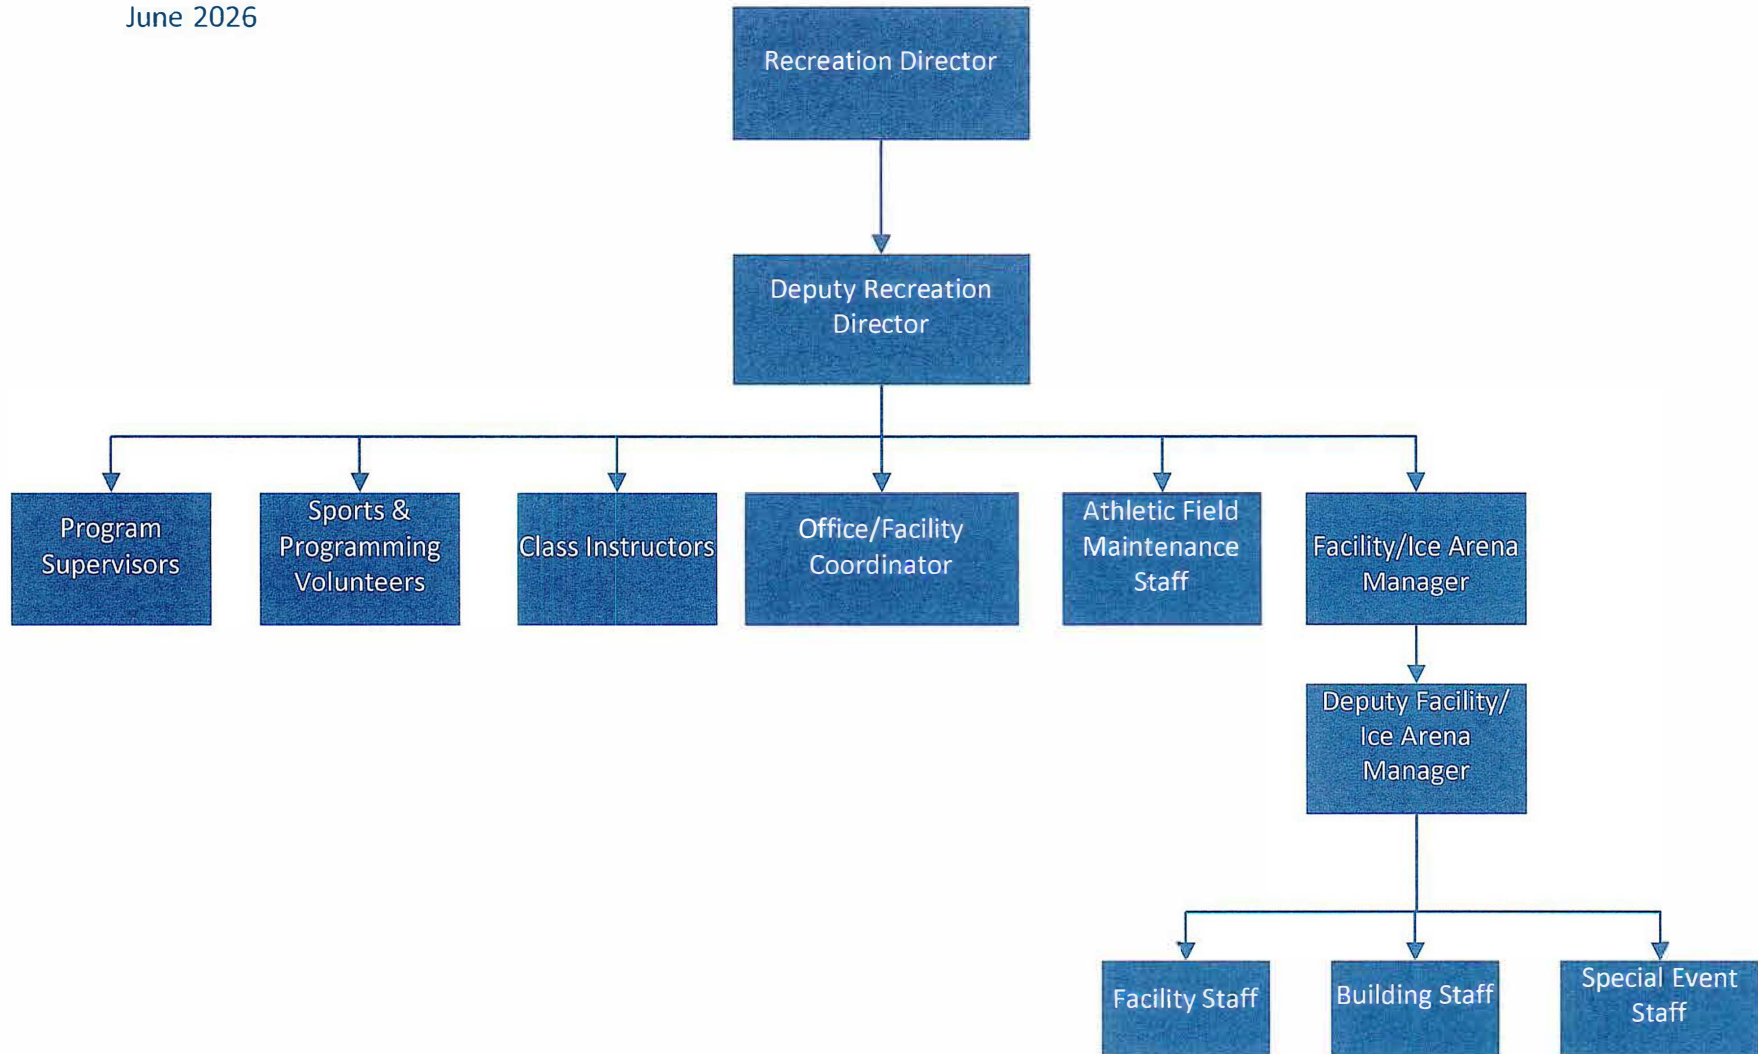 June 2026
Recreation Director
Deputy Recreation
Director
Program
Supervisors
Sports &
Programming
Volunteers
Class Instructors
Office/Facility
Coordinator
Athletic Field
Maintenance
Staff
Facility/Ice Arena
Manager
Deputy Facility/
Ice Arena
Manager
Facility Staff
Building Staff
Special Event
Staff